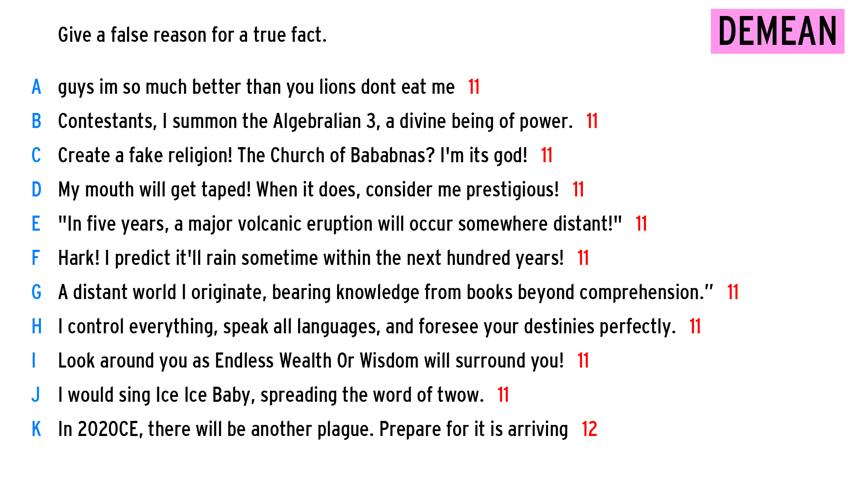 Give a false reason for a true fact.
DEMEAN
A guys im so much better than you lions dont eat me 11
B Contestants, I summon the Algebralian 3, a divine being of power. 11
C Create a fake religion! The Church of Bababnas? I'm its god! 11
D My mouth will get taped! When it does, consider me prestigious! 11
E "In five years, a major volcanic eruption will occur somewhere distant!" 11
F Hark! I predict it'll rain sometime within the next hundred years! 11
G A distant world I originate, bearing knowledge from books beyond comprehension.” 11
H I control everything, speak all languages, and foresee your destinies perfectly. 11
I Look around you as Endless Wealth Or Wisdom will surround you! 11
J I would sing Ice Ice Baby, spreading the word of twow. 11
K In 2020CE, there will be another plague. Prepare for it is arriving 12